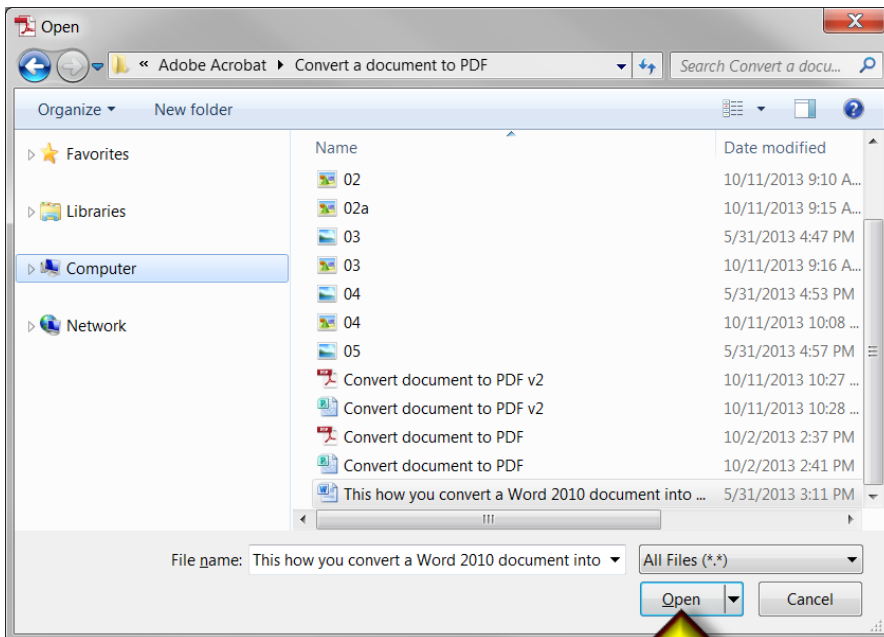 Open
« Adobe Acrobat Convert a document to PDF Search Convert a docu...
Organize New folder
Favorites
Libraries
Computer
Network
Name Date modified
02 10/11/2013 9:10 A...
02a 10/11/2013 9:15 A...
03 5/31/2013 4:47 PM
03 10/11/2013 9:16 A...
04 5/31/2013 4:53 PM
04 10/11/2013 10:08 ...
05 5/31/2013 4:57 PM
Convert document to PDF v2 10/11/2013 10:27 ...
Convert document to PDF v2 10/11/2013 10:28 ...
Convert document to PDF 10/2/2013 2:37 PM
Convert document to PDF 10/2/2013 2:41 PM
This how you convert a Word 2010 document into ... 5/31/2013 3:11 PM
File name: This how you convert a Word 2010 document into All Files (*.*)
Open Cancel